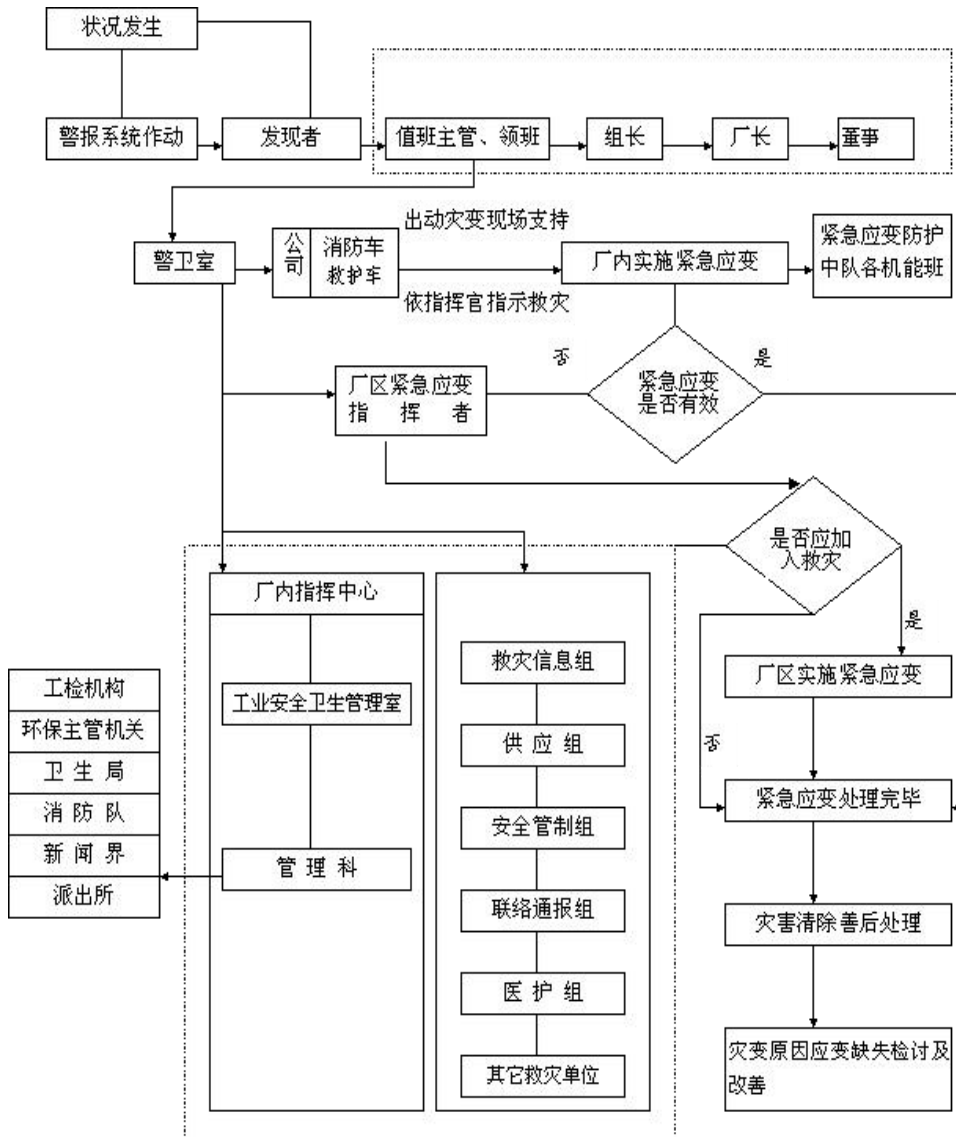 状况发生
警报系统作动
发现者
值班主管、领班
组长
厂长
董事
出动灾变现场支持
警卫室
公司
消防车
救护车
厂内实施紧急应变
紧急应变防护
中队各机能班
依指挥官指示救灾
否
是
厂区紧急应变
指 挥 者
紧急应变
是否有效
是否应加
入救灾
厂内指挥中心
是
救灾信息组
厂区实施紧急应变
工检机构
工业安全卫生管理室
环保主管机关
供 应 组
否
卫 生 局
紧急应变处理完毕
消 防 队
安全管制组
新 闻 界
管 理 科
派出所
联络通报组
灾害清除善后处理
医 护 组
灾变原因应变缺失检讨及
改善
其它救灾单位